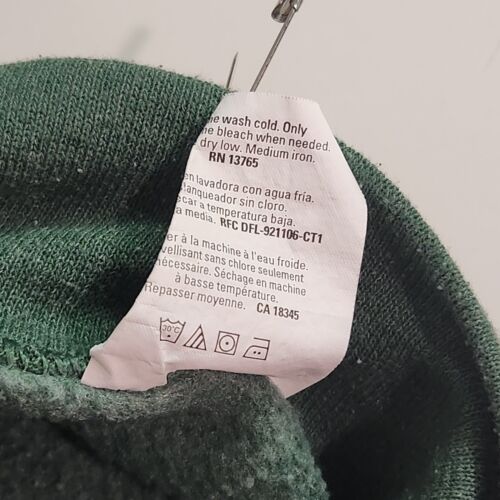 e wash cold. Only
e bleach when needed.
dry low. Medium iron.
RN 13765
en lavadora con agua fría.
anqueador sin cloro.
ecar a temperatura baja.
a media. RFC DFL-921106-CT1
er à la machine à l'eau froide.
vellisant sans chlore seulement
nécessaire. Séchage en machine
à basse température.
Repasser moyenne. CA 18345
30°C